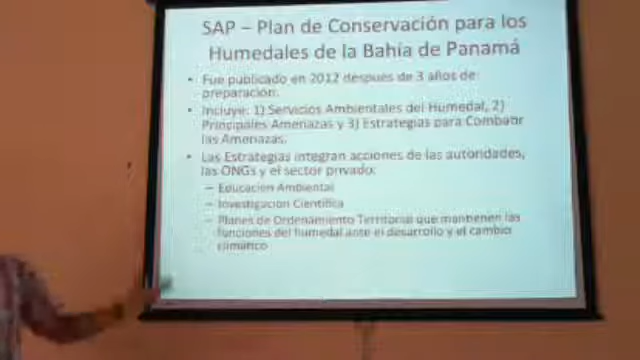 SAP – Plan de Conservación para los
Humedales de la Bahía de Panamá
• Fue publicado en 2012 despues de 3 años de
preparación.
• Incluye: 1) Servicios Ambientales del Humedal, 2)
Principales Amenazas y 3) Estrategias para Combatir
las Amenazas.
• Las Estrategias integran acciones de las autoridades,
las ONGs y el sector privado:
– Educación Ambiental
– Investigación Científica
– Planes de Ordenamiento Territorial que mantienen las
funciones del humedal ante el desarrollo y el cambio
climático